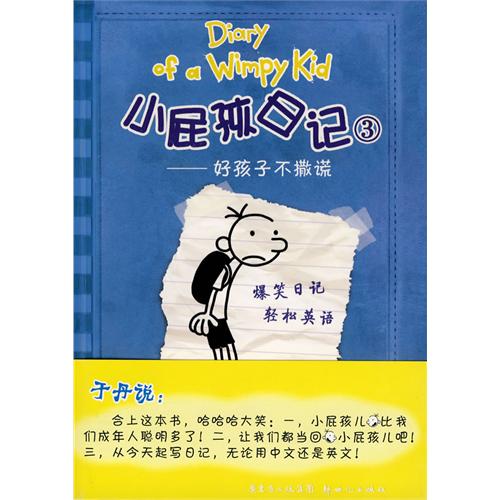 Diary
of a Wimpy Kid
小屁孩日记③
——好孩子不撒谎
爆笑日记
轻松英语
于丹说：
合上这本书，哈哈哈大笑：一，小屁孩儿比我
们成年人聪明多了！二，让我们都当回小屁孩儿吧！
三，从今天起写日记，无论用中文还是英文！